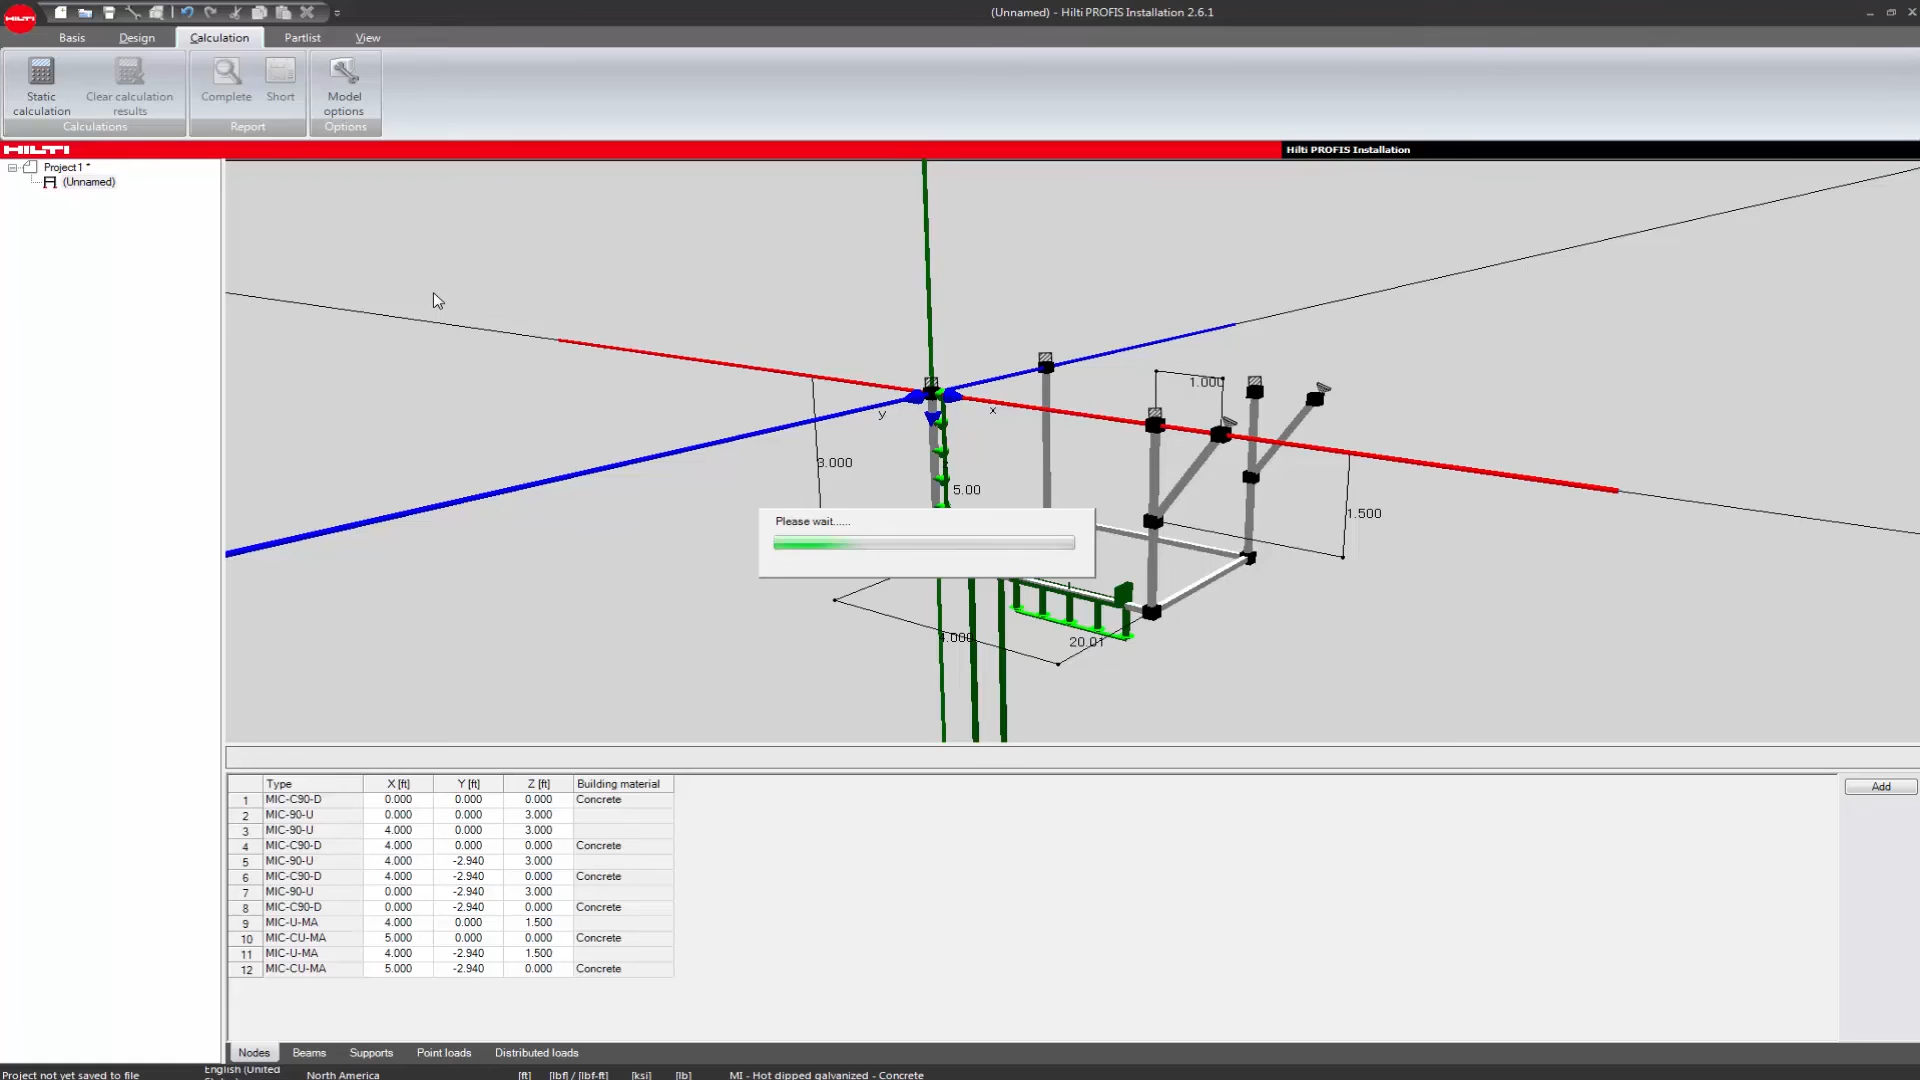 HILTI
(Unnamed) - Hilti PROFIS Installation 2.6.1
Basis Design Calculation Partlist View
Static calculation
Clear calculation results
Complete
Short
Model options
Calculations Report Options
HILTI
Hilti PROFIS Installation
Project1 *
(Unnamed)
1.000
y
x
3.000
5.00
1.500
Please wait......
4.000
20.01
Type X [ft] Y [ft] Z [ft] Building material
1 MIC-C90-D 0.000 0.000 0.000 Concrete
2 MIC-90-U 0.000 0.000 3.000
3 MIC-90-U 4.000 0.000 3.000
4 MIC-C90-D 4.000 0.000 0.000 Concrete
5 MIC-90-U 4.000 -2.940 3.000
6 MIC-C90-D 4.000 -2.940 0.000 Concrete
7 MIC-90-U 0.000 -2.940 3.000
8 MIC-C90-D 0.000 -2.940 0.000 Concrete
9 MIC-U-MA 4.000 0.000 1.500
10 MIC-CU-MA 5.000 0.000 0.000 Concrete
11 MIC-U-MA 4.000 -2.940 1.500
12 MIC-CU-MA 5.000 -2.940 0.000 Concrete
Add
Nodes Beams Supports Point loads Distributed loads
Project not yet saved to file English (United North America [ft] [lbf] / [lbf-ft] [ksi] [lb] MI - Hot dipped galvanized - Concrete